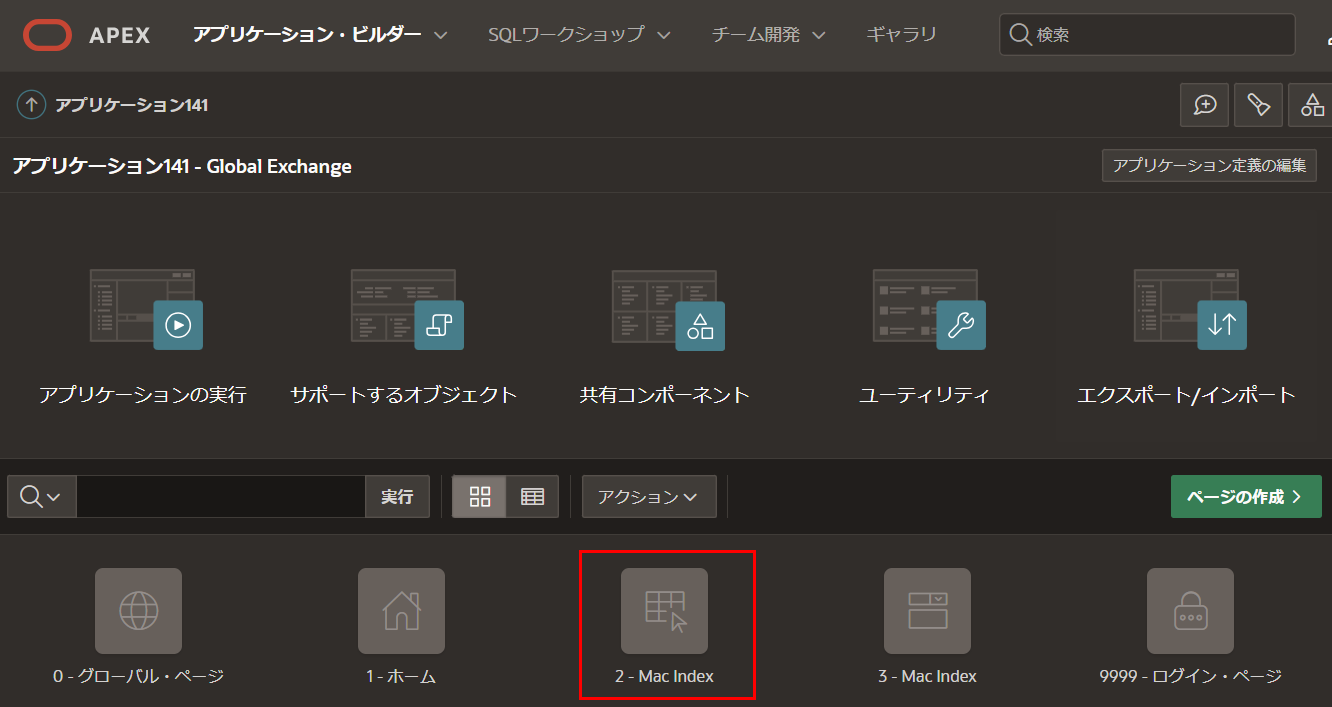 APEX アプリケーション・ビルダー SQLワークショップ チーム開発 ギャラリ 検索
アプリケーション141
アプリケーション141 - Global Exchange アプリケーション定義の編集
アプリケーションの実行 サポートするオブジェクト 共有コンポーネント ユーティリティ エクスポート/インポート
実行 アクション ページの作成
0 - グローバル・ページ 1 - ホーム 2 - Mac Index 3 - Mac Index 9999 - ログイン・ページ